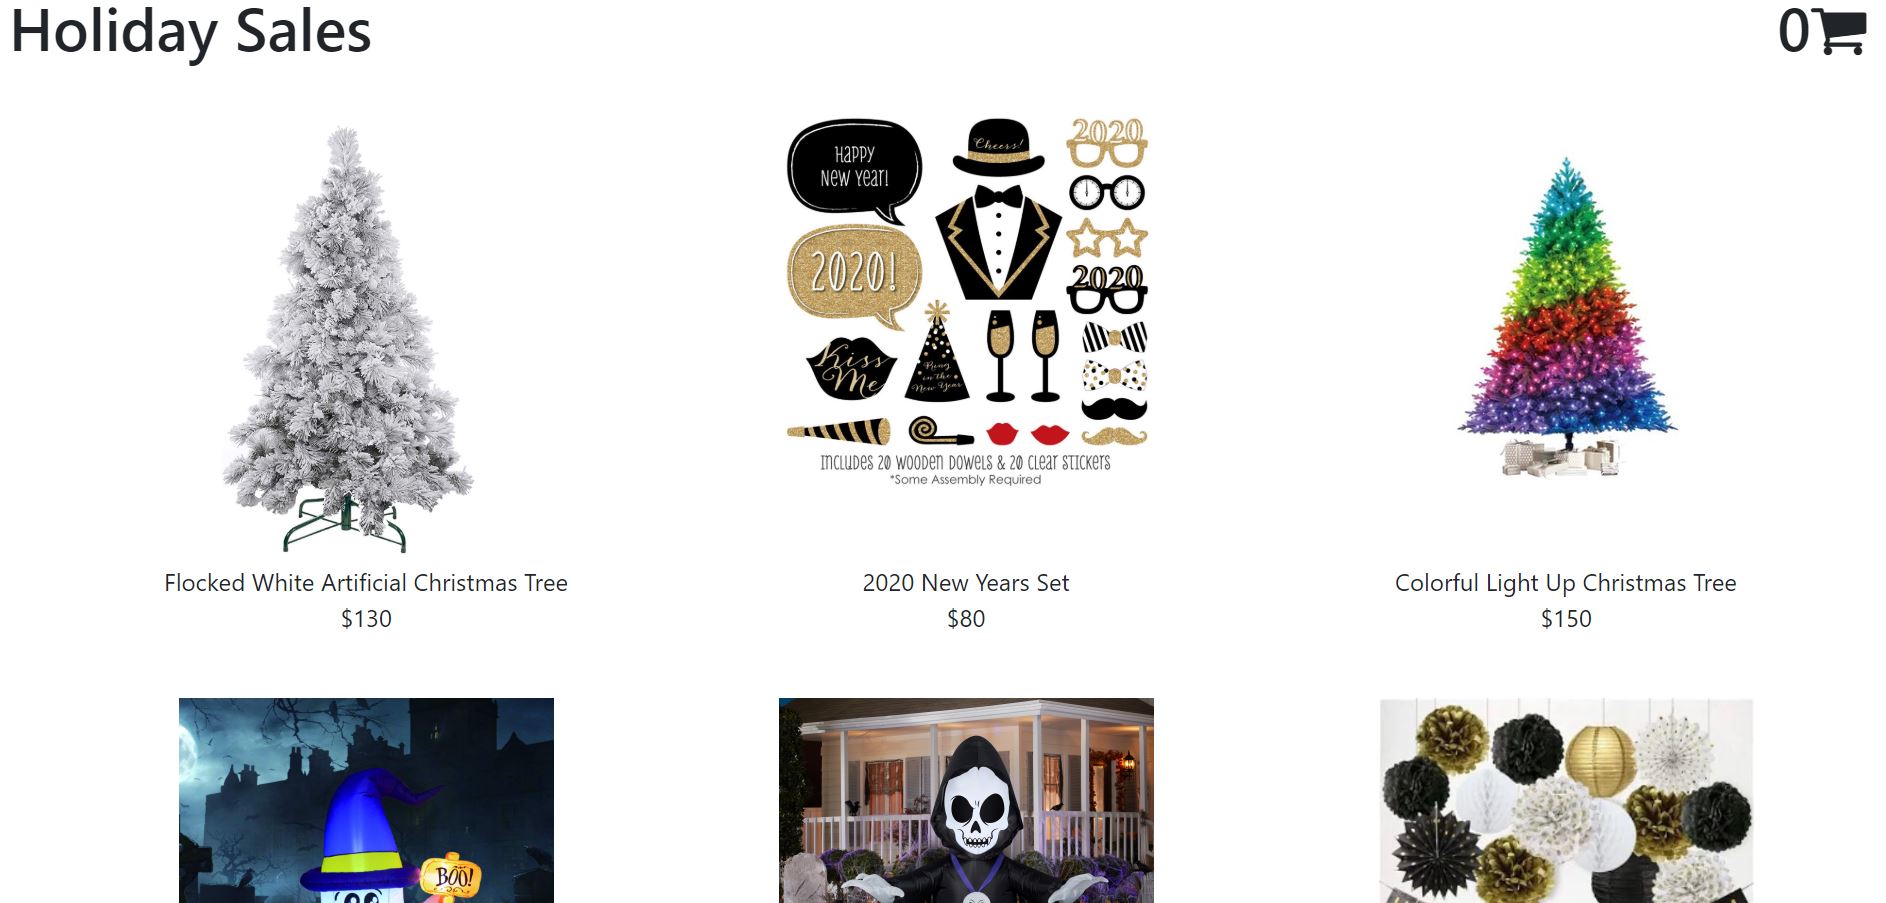 Holiday Sales
0
HAPPY
NEW YEAR!
2020!
Kiss
Me
Cheers!
Ring
in the
New Year
2020
2020
INCLUDES 20 WOODEN DOWELS & 20 CLEAR STICKERS
*Some Assembly Required
Flocked White Artificial Christmas Tree
$130
2020 New Years Set
$80
Colorful Light Up Christmas Tree
$150
BOO!